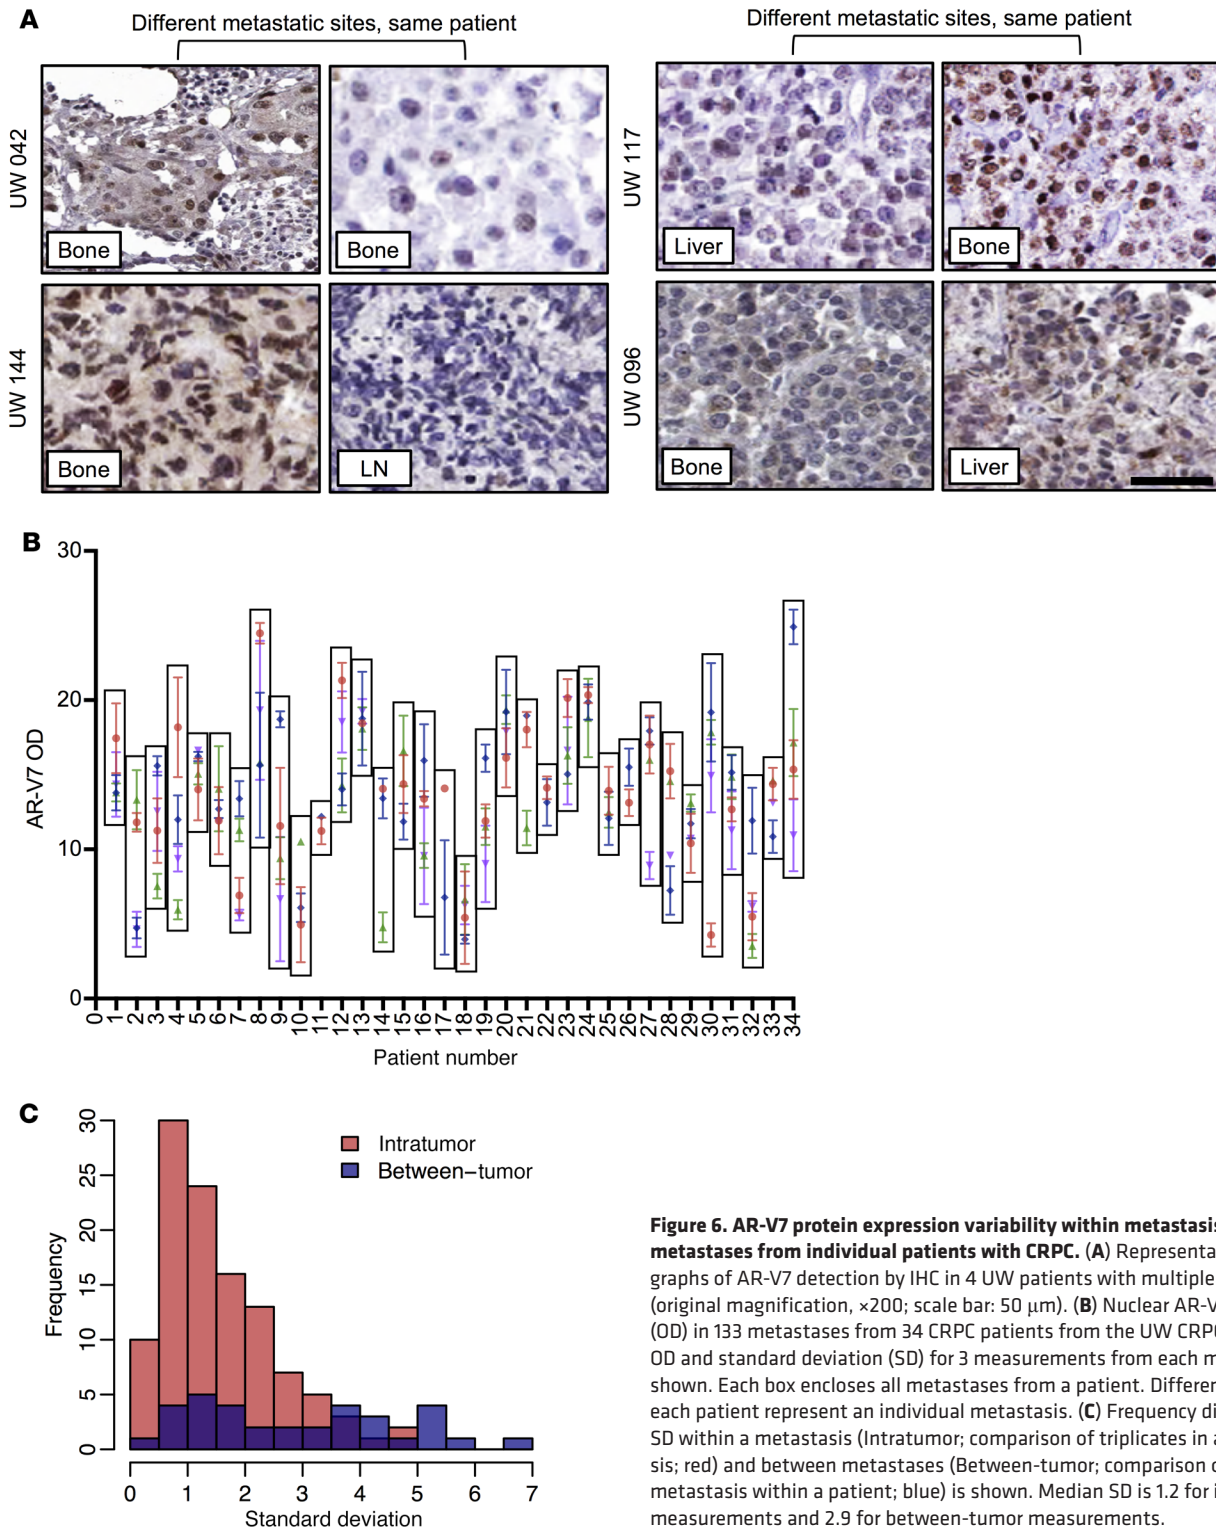 A
Different metastatic sites, same patient
Different metastatic sites, same patient
UW 042
Bone
Bone
UW 117
Liver
Bone
UW 144
Bone
LN
UW 096
Bone
Liver
B
30
20
10
0
AR-V7 OD
0 1 2 3 4 5 6 7 8 9 10 11 12 13 14 15 16 17 18 19 20 21 22 23 24 25 26 27 28 29 30 31 32 33 34
Patient number
C
30
25
20
15
10
5
0
Frequency
Intratumor
Between–tumor
0 1 2 3 4 5 6 7
Standard deviation
Figure 6. AR-V7 protein expression variability within metastasis
metastases from individual patients with CRPC. (A) Representa
graphs of AR-V7 detection by IHC in 4 UW patients with multiple
(original magnification, ×200; scale bar: 50 μm). (B) Nuclear AR-V
(OD) in 133 metastases from 34 CRPC patients from the UW CRPC
OD and standard deviation (SD) for 3 measurements from each m
shown. Each box encloses all metastases from a patient. Differen
each patient represent an individual metastasis. (C) Frequency di
SD within a metastasis (Intratumor; comparison of triplicates in a
sis; red) and between metastases (Between-tumor; comparison o
metastasis within a patient; blue) is shown. Median SD is 1.2 for i
measurements and 2.9 for between-tumor measurements.